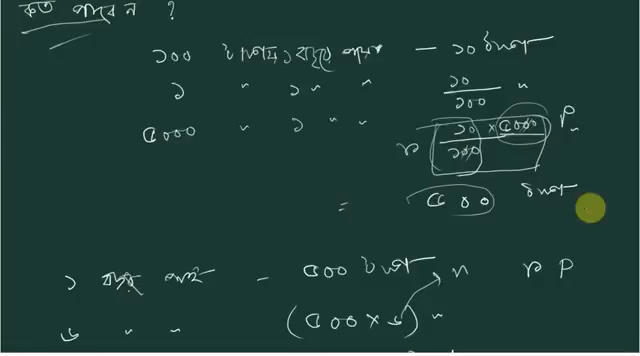 কত পাবেন ?
১০০ টাকায় ১ বছরে পায় — ১০ টাকা
১ " ১ " " ১০/১০০ "
৫০০০ " ১ " " ১০ × ৫০০০ / ১০০
r P
= ৫০০ টাকা
১ বছরে পাই – ৫০০ টাকা n r P
৬ " " (৫০০ × ৬) "